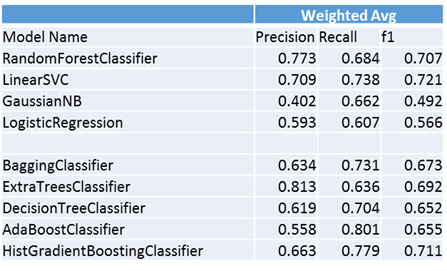 Weighted Avg
Model Name Precision Recall f1
RandomForestClassifier 0.773 0.684 0.707
LinearSVC 0.709 0.738 0.721
GaussianNB 0.402 0.662 0.492
LogisticRegression 0.593 0.607 0.566
BaggingClassifier 0.634 0.731 0.673
ExtraTreesClassifier 0.813 0.636 0.692
DecisionTreeClassifier 0.619 0.704 0.652
AdaBoostClassifier 0.558 0.801 0.655
HistGradientBoostingClassifier 0.663 0.779 0.711